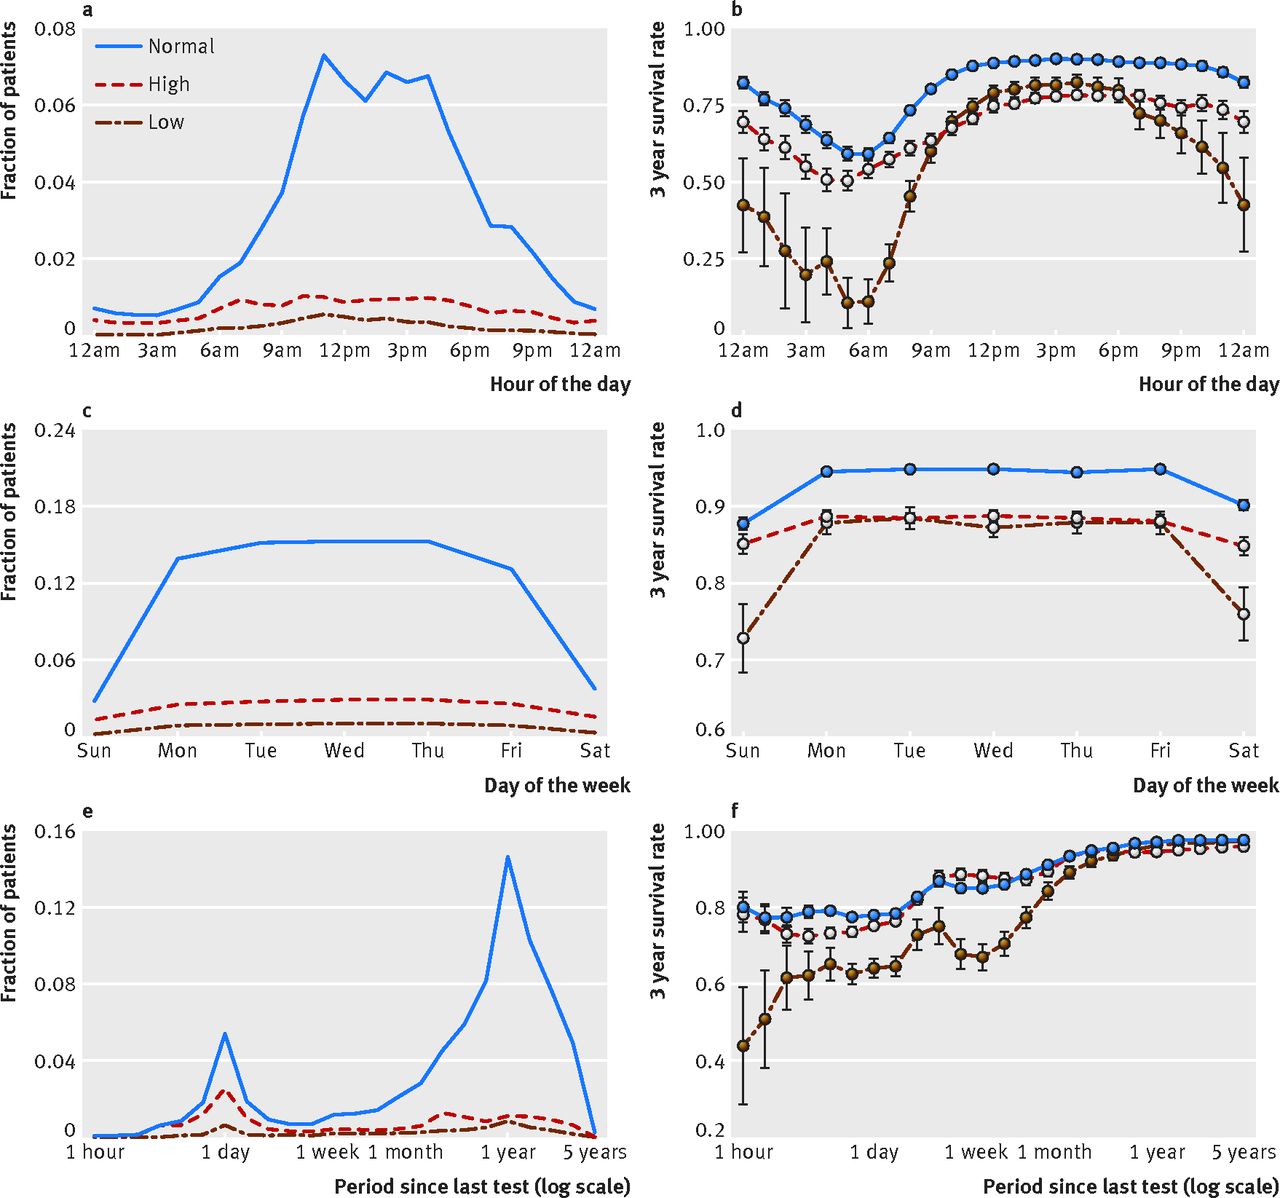 a
Fraction of patients
0.08
0.06
0.04
0.02
0
Normal
High
Low
12am 3am 6am 9am 12pm 3pm 6pm 9pm 12am
Hour of the day
b
3 year survival rate
1.00
0.75
0.50
0.25
0
12am 3am 6am 9am 12pm 3pm 6pm 9pm 12am
Hour of the day
c
Fraction of patients
0.24
0.18
0.12
0.06
0
Sun Mon Tue Wed Thu Fri Sat
Day of the week
d
3 year survival rate
1.0
0.9
0.8
0.7
0.6
Sun Mon Tue Wed Thu Fri Sat
Day of the week
e
Fraction of patients
0.16
0.12
0.08
0.04
0
1 hour 1 day 1 week 1 month 1 year 5 years
Period since last test (log scale)
f
3 year survival rate
1.00
0.8
0.6
0.4
0.2
1 hour 1 day 1 week 1 month 1 year 5 years
Period since last test (log scale)